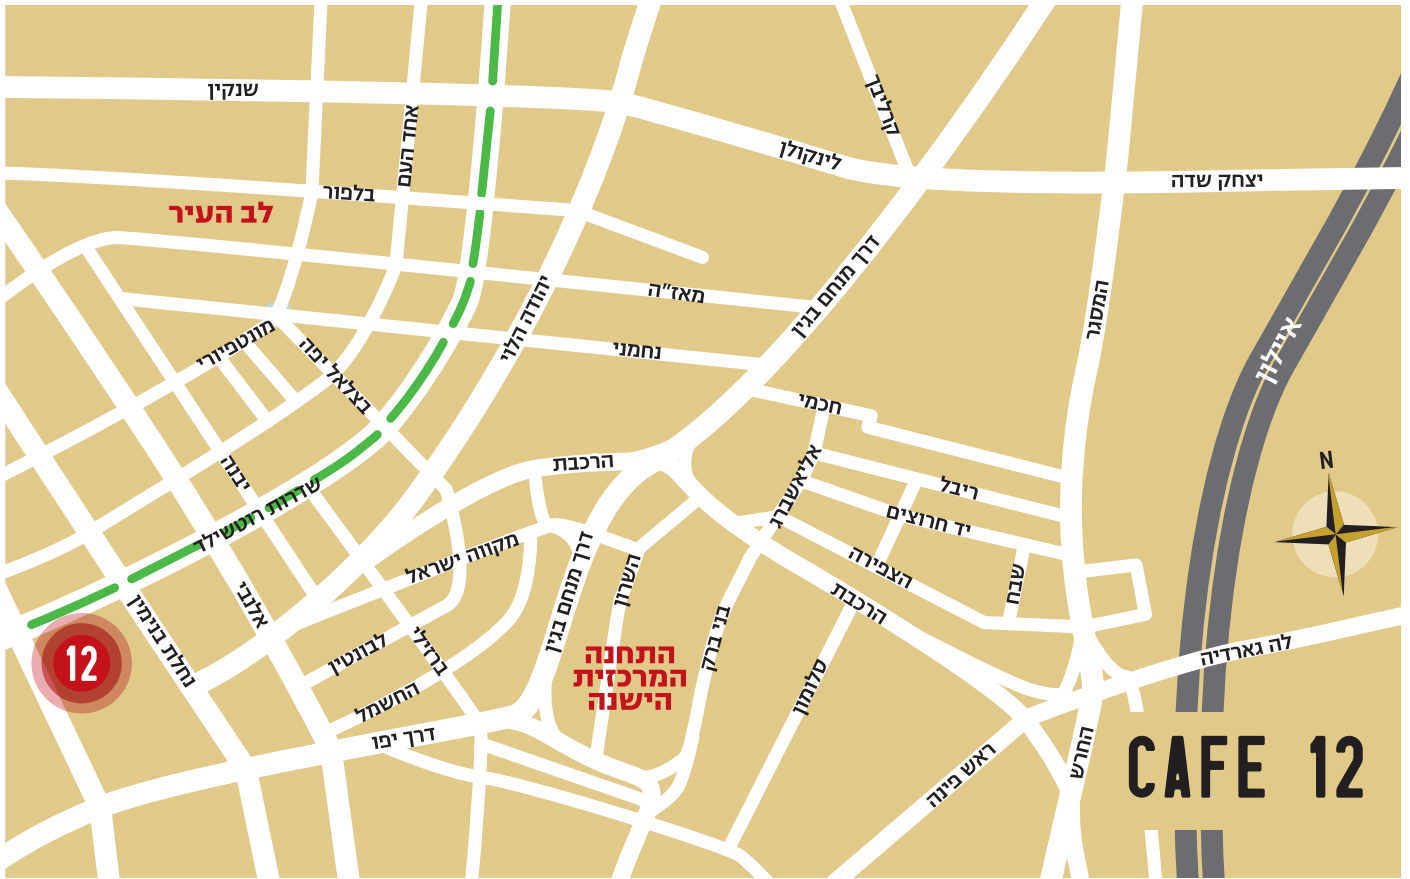 שנקין
אחד העם
קרליבך
לינקולן
יצחק שדה
בלפור
לב העיר
דרך מנחם בגין
יהודה הלוי
מאז"ה
המסגר
איילון
מונטפיורי
בצלאל יפה
נחמני
חכמי
יבנה
הרכבת
אליאשברג
ריבל
יד חרוצים
N
שדרות רוטשילד
מקווה ישראל
דרך מנחם בגין
השרון
הצפירה
שבח
הרכבת
נחלת בנימין
אלנבי
לבונטין
ברזילי
בני ברק
לה גארדיה
12
התחנה
המרכזית
הישנה
סלומון
החשמל
דרך יפו
ראש פינה
החרש
CAFE 12